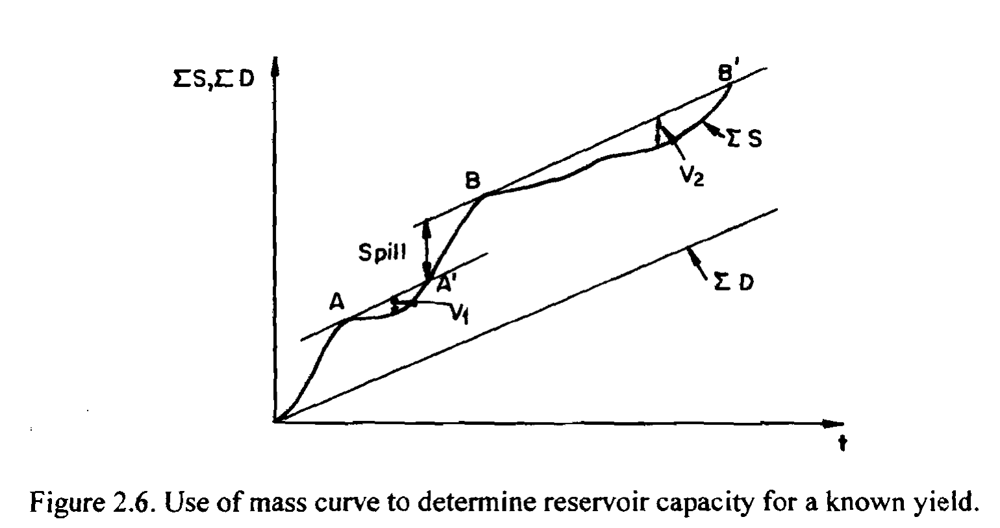 ΣS,ΣD
B'
ΣS
V2
B
Spill
A'
A
V1
ΣD
t
Figure 2.6. Use of mass curve to determine reservoir capacity for a known yield.